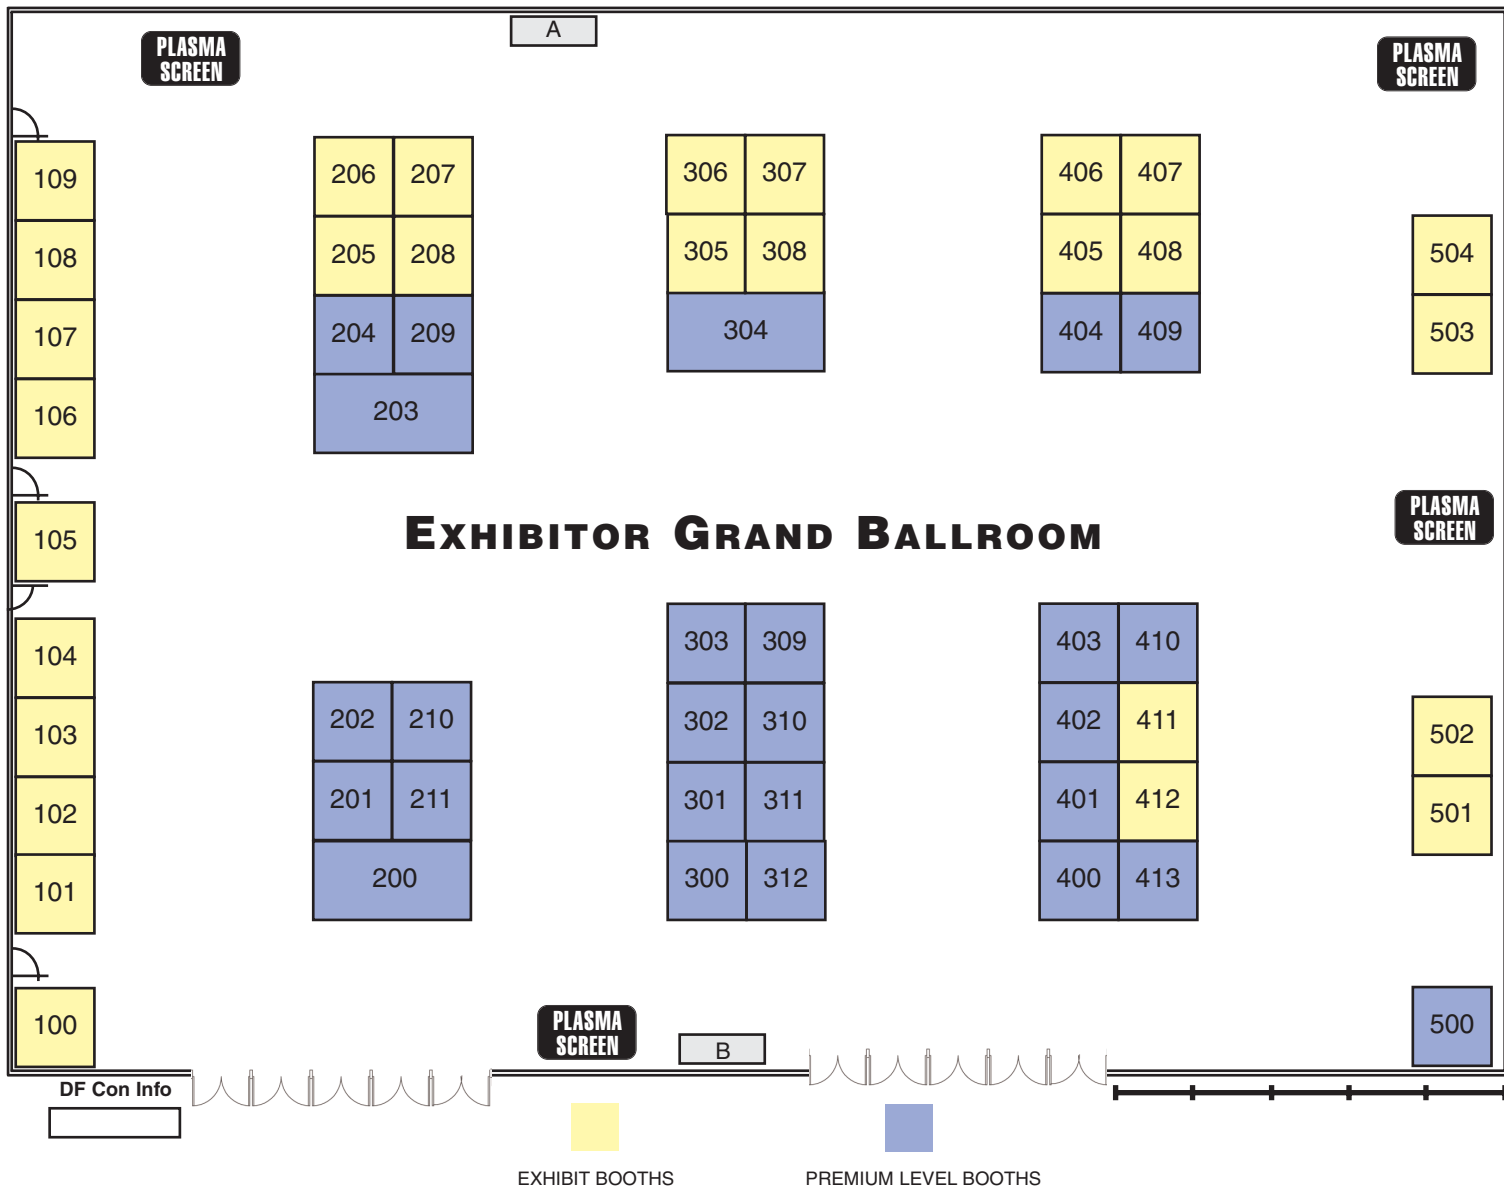 A
PLASMA
SCREEN
PLASMA
SCREEN
109
206 207
306 307
406 407
108
205 208
305 308
405 408
504
107
204 209
304
404 409
503
106
203
105
EXHIBITOR GRAND BALLROOM
PLASMA
SCREEN
104
303 309
403 410
103
202 210
302 310
402 411
502
102
201 211
301 311
401 412
501
101
200
300 312
400 413
100
PLASMA
SCREEN
B
500
DF Con Info
EXHIBIT BOOTHS
PREMIUM LEVEL BOOTHS